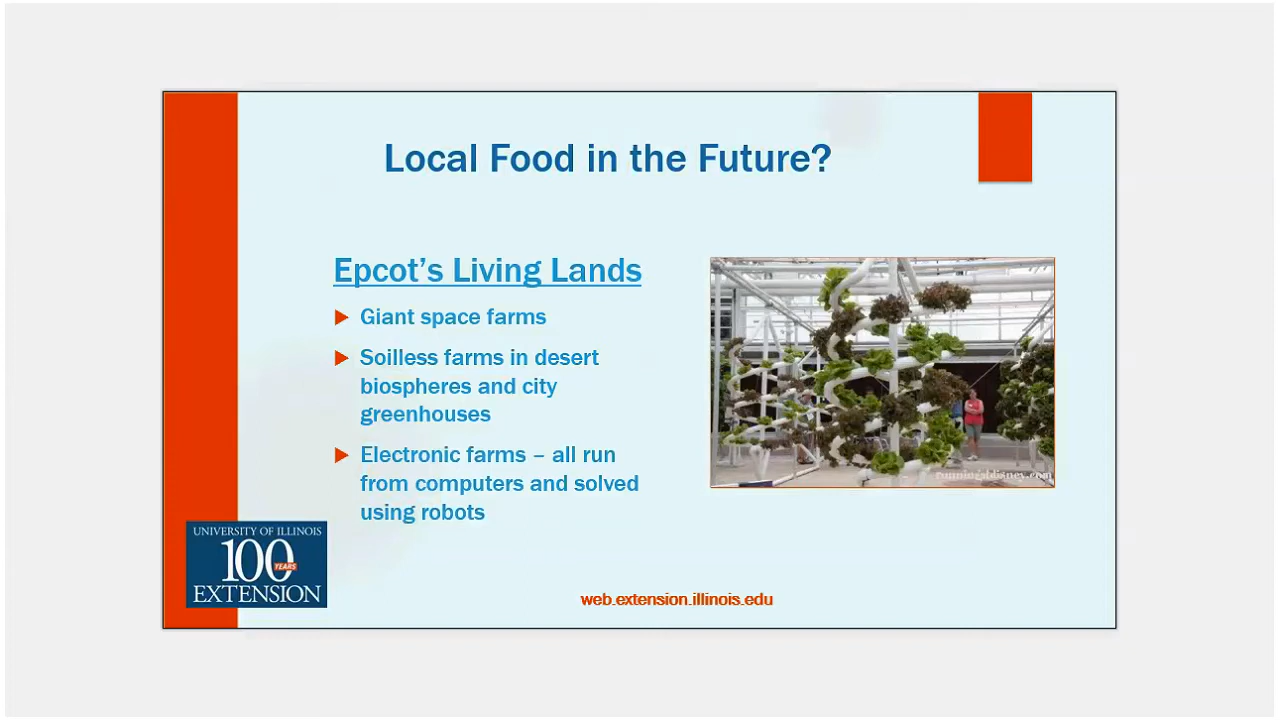 Local Food in the Future?
Epcot's Living Lands
Giant space farms
Soilless farms in desert
biospheres and city
greenhouses
Electronic farms – all run
from computers and solved
using robots
runningatdisney.com
UNIVERSITY OF ILLINOIS
100
YEARS
EXTENSION
web.extension.illinois.edu